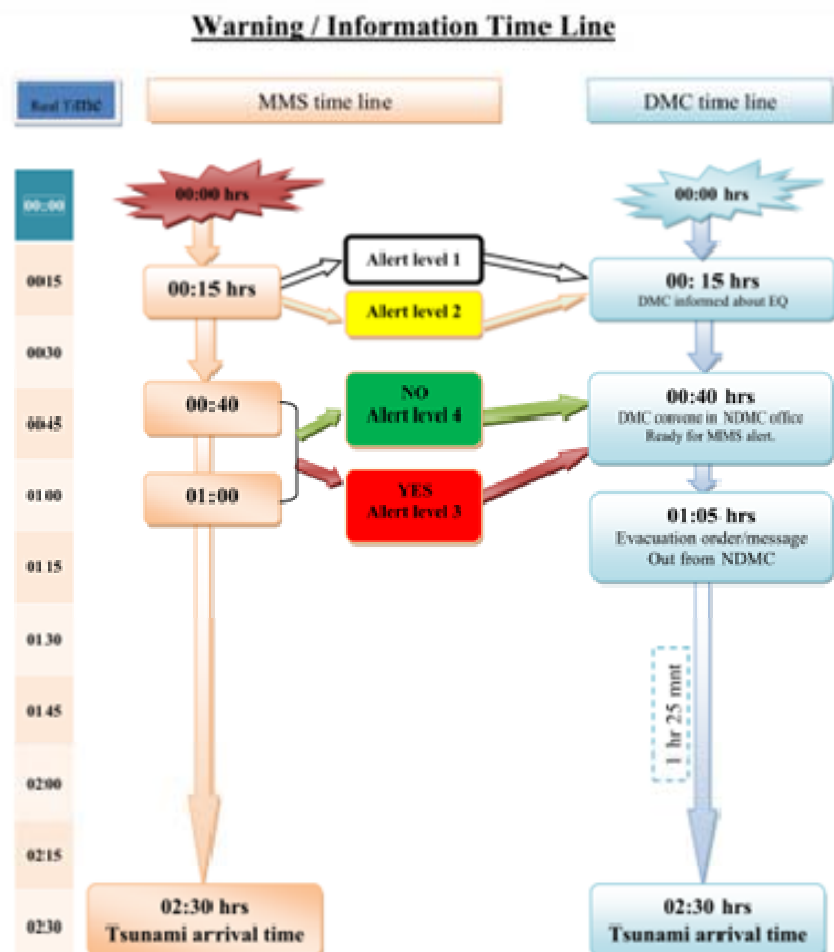 Warning / Information Time Line
Real Time
MMS time line
DMC time line
00:00
00:00 hrs
00:00 hrs
Alert level 1
0015
00:15 hrs
00: 15 hrs
DMC informed about EQ
Alert level 2
0030
00:40
NO
Alert level 4
00:40 hrs
DMC convene in NDMC office
Ready for MMS alert.
0045
0100
01:00
YES
Alert level 3
01:05 hrs
Evacuation order/message
Out from NDMC
0115
0130
1 hr 25 mnt
0145
0200
0215
0230
02:30 hrs
Tsunami arrival time
02:30 hrs
Tsunami arrival time